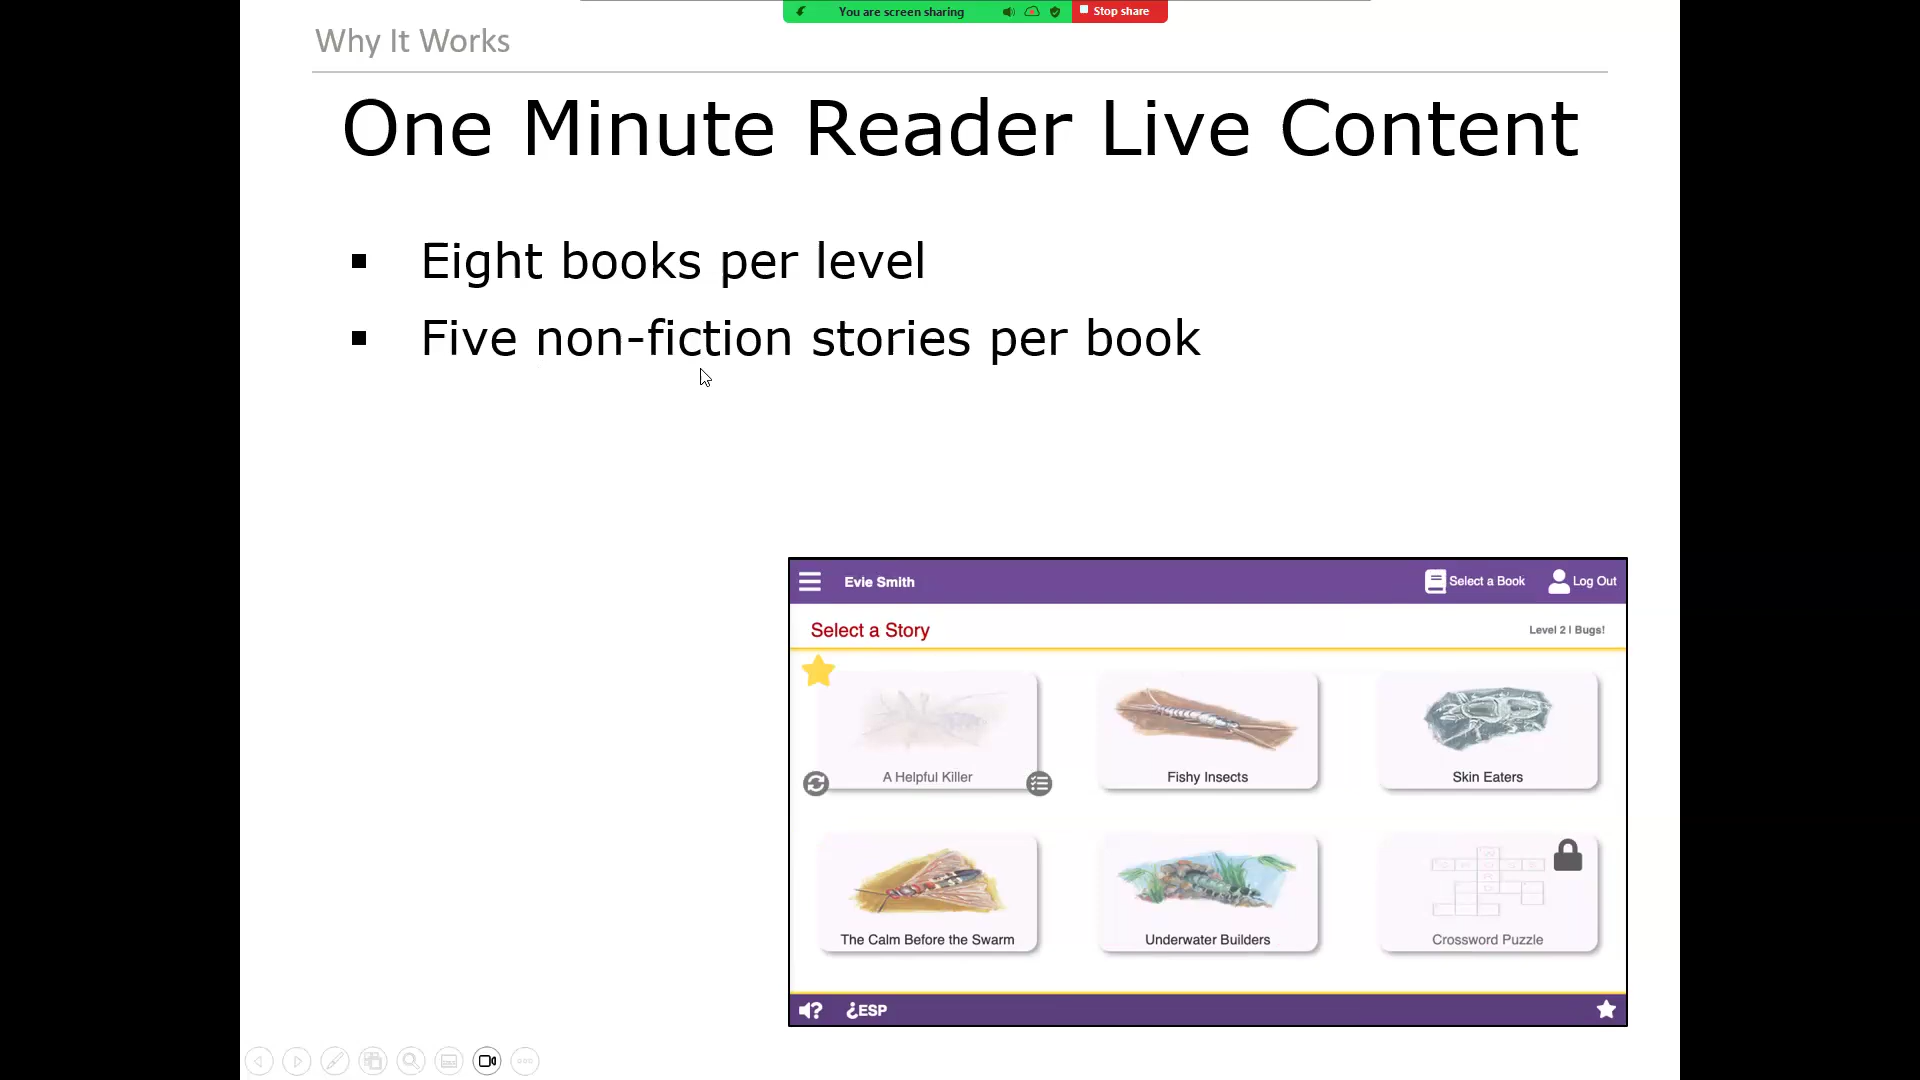 You are screen sharing
Stop share
Why It Works
One Minute Reader Live Content
Eight books per level
Five non-fiction stories per book
Evie Smith
Select a Book
Log Out
Select a Story
Level 2 | Bugs!
A Helpful Killer
Fishy Insects
Skin Eaters
The Calm Before the Swarm
Underwater Builders
Crossword Puzzle
?
¿ESP